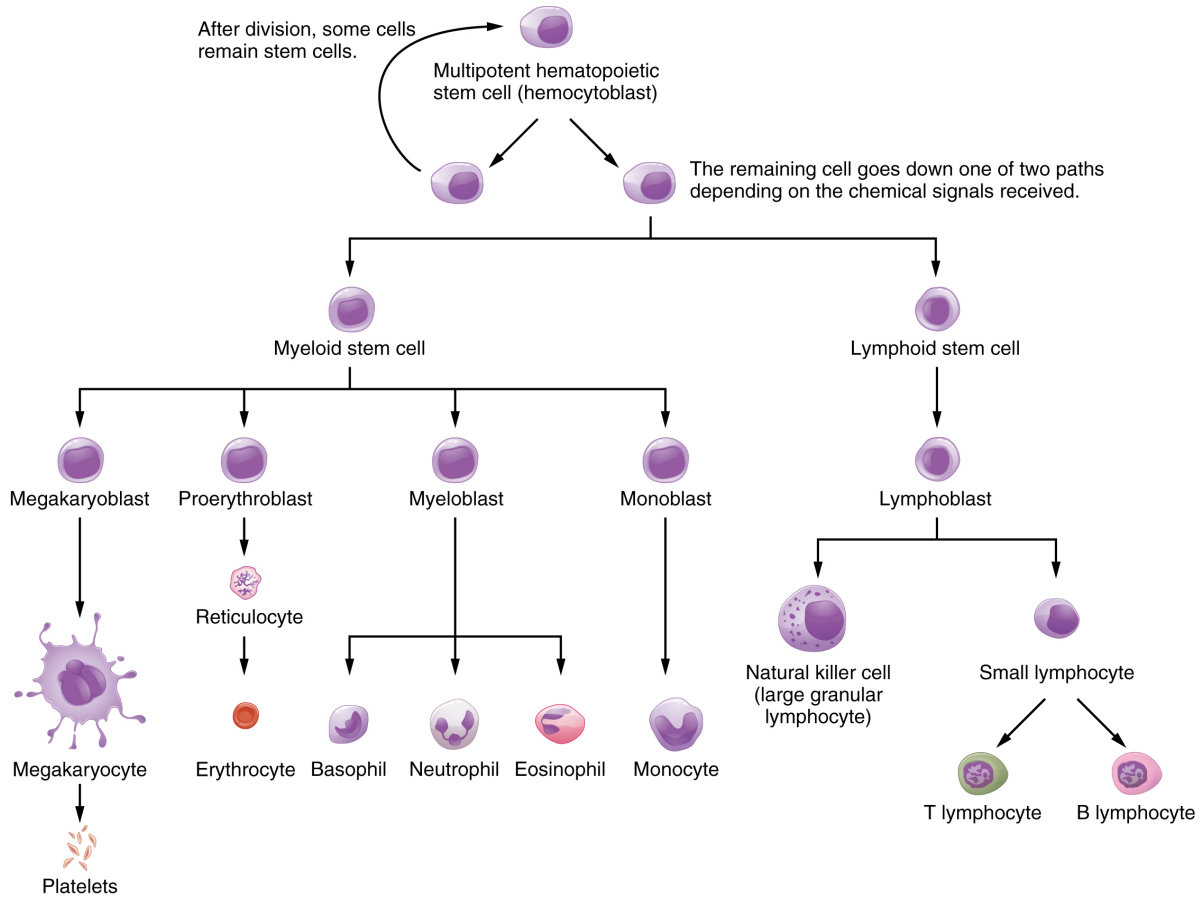 After division, some cells
remain stem cells.
Multipotent hematopoietic
stem cell (hemocytoblast)
The remaining cell goes down one of two paths
depending on the chemical signals received.
Myeloid stem cell
Lymphoid stem cell
Megakaryoblast
Proerythroblast
Myeloblast
Monoblast
Lymphoblast
Reticulocyte
Natural killer cell
(large granular
lymphocyte)
Small lymphocyte
Megakaryocyte
Erythrocyte
Basophil
Neutrophil
Eosinophil
Monocyte
T lymphocyte
B lymphocyte
Platelets